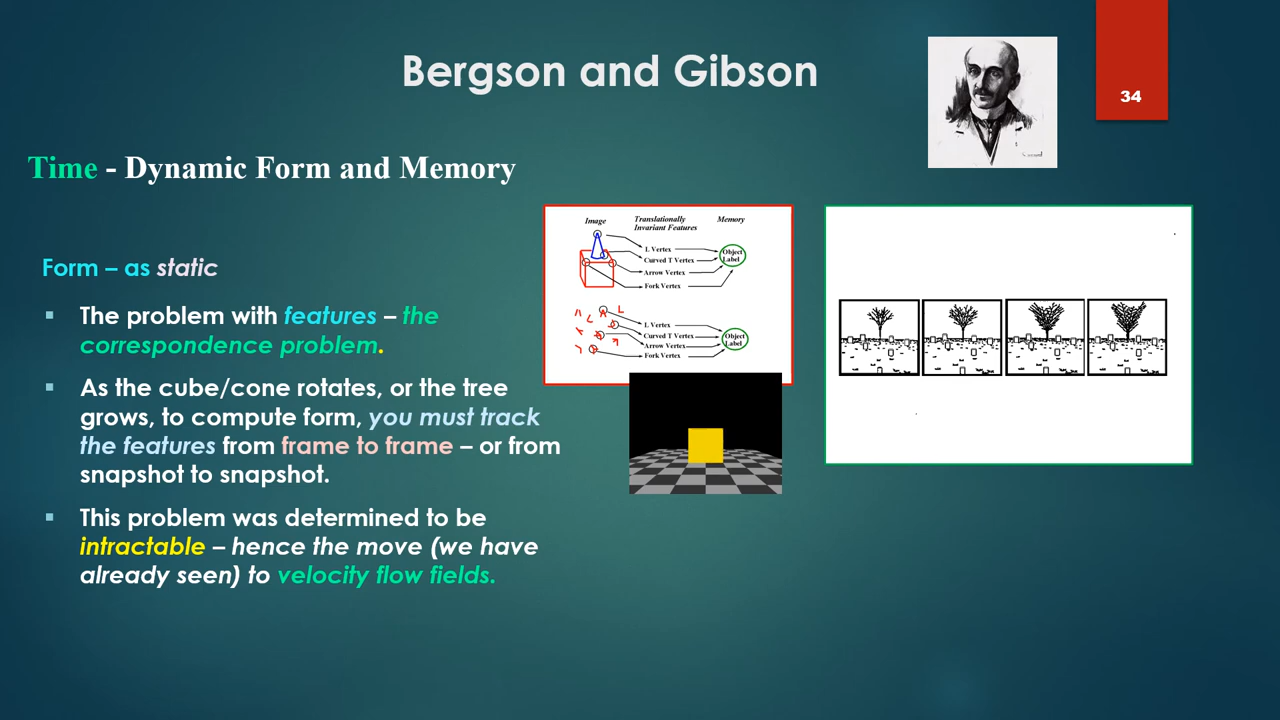 Bergson and Gibson
34
Time - Dynamic Form and Memory
Form – as static
▪ The problem with features – the
correspondence problem.
▪ As the cube/cone rotates, or the tree
grows, to compute form, you must track
the features from frame to frame – or from
snapshot to snapshot.
▪ This problem was determined to be
intractable – hence the move (we have
already seen) to velocity flow fields.
Image Translationally Memory
Invariant Features
L Vertex
Curved T Vertex
Arrow Vertex
Fork Vertex
Object
Label
L Vertex
Curved T Vertex
Arrow Vertex
Fork Vertex
Object
Label